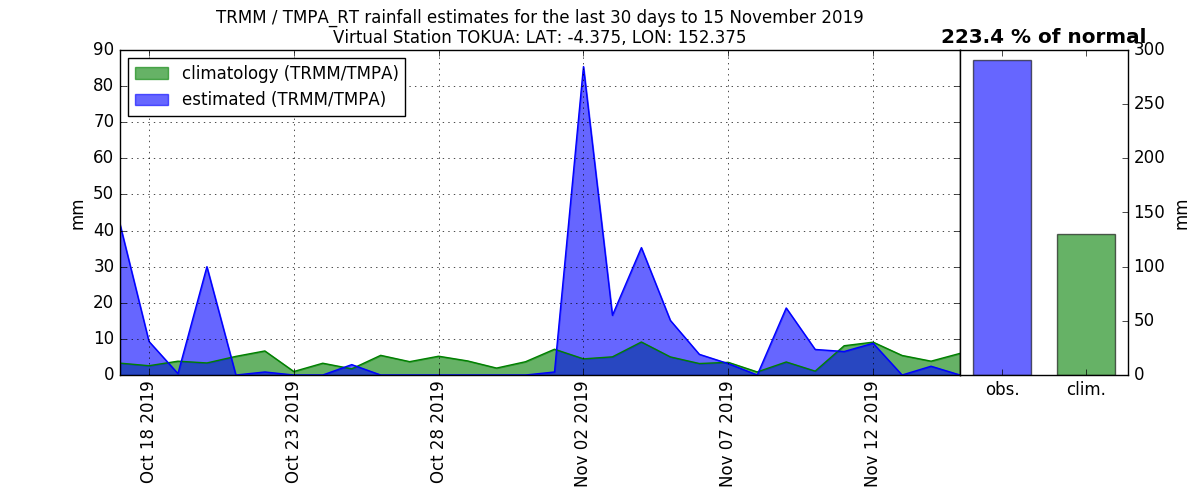 TRMM / TMPA_RT rainfall estimates for the last 30 days to 15 November 2019
Virtual Station TOKUA: LAT: -4.375, LON: 152.375
223.4 % of normal
climatology (TRMM/TMPA)
estimated (TRMM/TMPA)
mm
90
80
70
60
50
40
30
20
10
0
Oct 18 2019
Oct 23 2019
Oct 28 2019
Nov 02 2019
Nov 07 2019
Nov 12 2019
obs.
clim.
300
250
200
150
100
50
0
mm